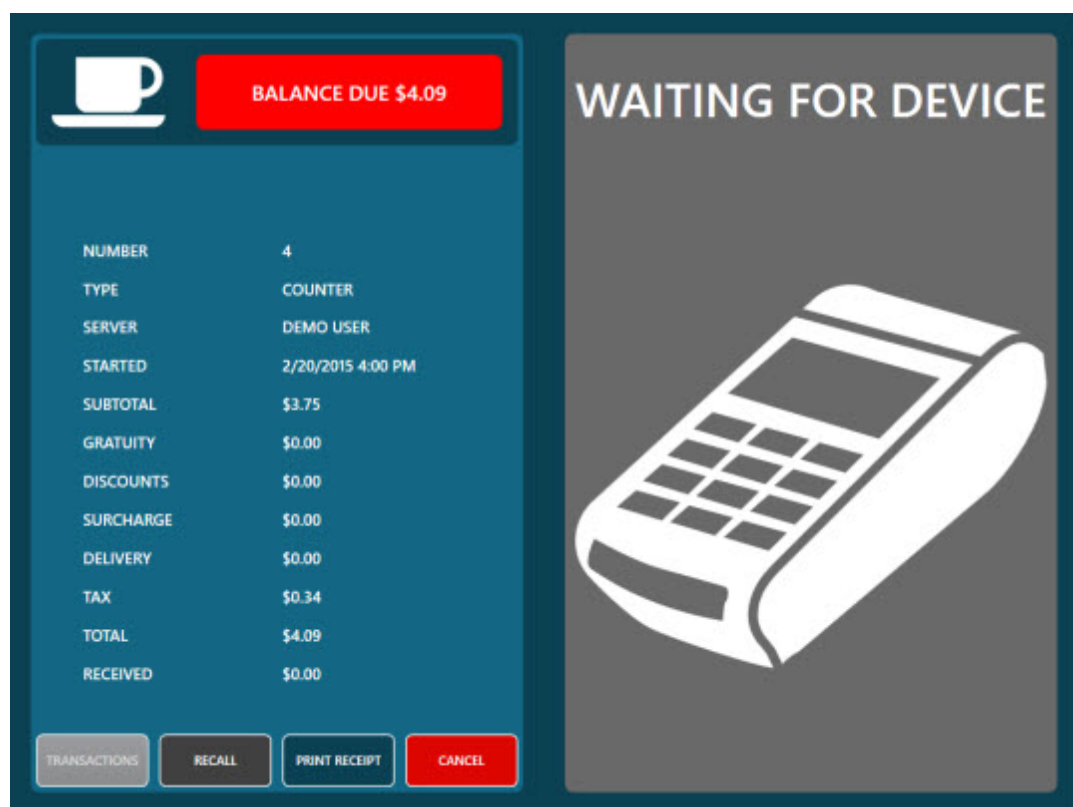 BALANCE DUE $4.09
NUMBER 4
TYPE COUNTER
SERVER DEMO USER
STARTED 2/20/2015 4:00 PM
SUBTOTAL $3.75
GRATUITY $0.00
DISCOUNTS $0.00
SURCHARGE $0.00
DELIVERY $0.00
TAX $0.34
TOTAL $4.09
RECEIVED $0.00
TRANSACTIONS RECALL PRINT RECEIPT CANCEL
WAITING FOR DEVICE